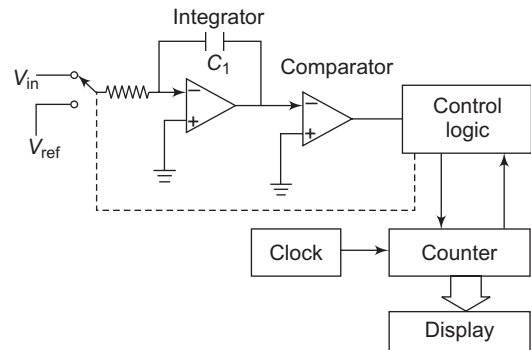 Integrator
C1
Vin
Vref
−
+
Comparator
−
+
Control
logic
Clock
Counter
Display